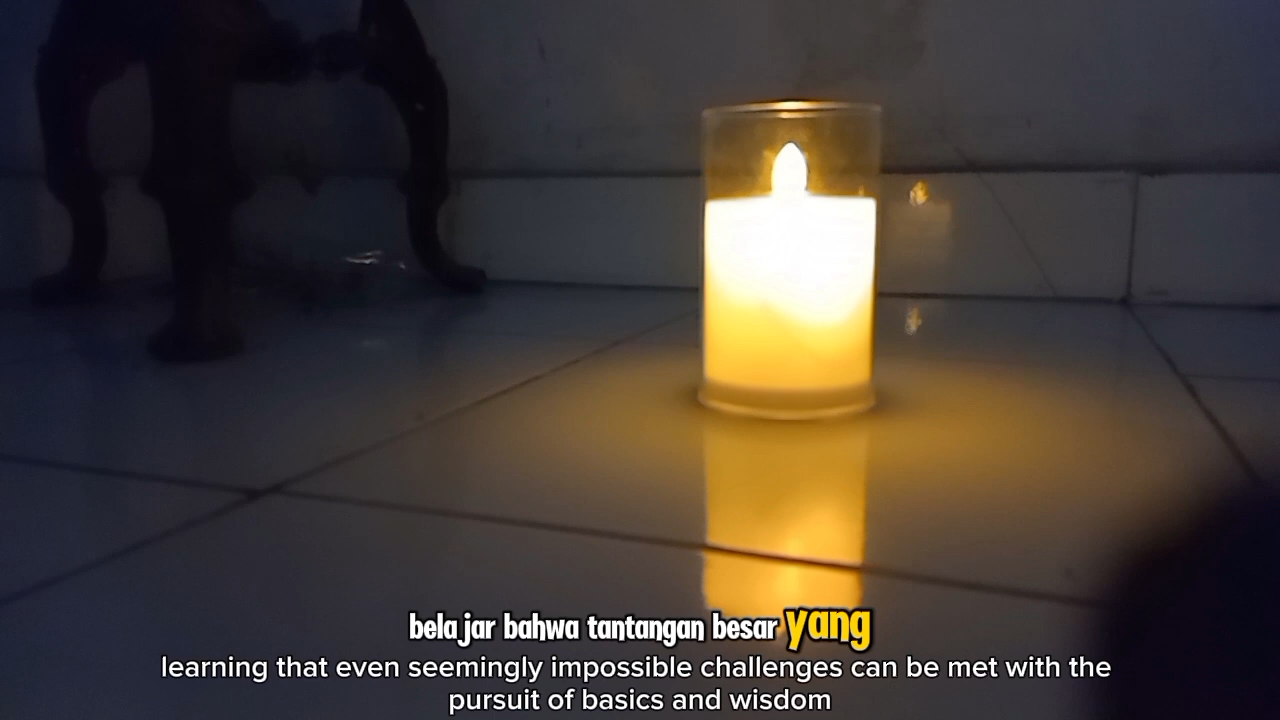 belajar bahwa tantangan besar yang
learning that even seemingly impossible challenges can be met with the
pursuit of basics and wisdom